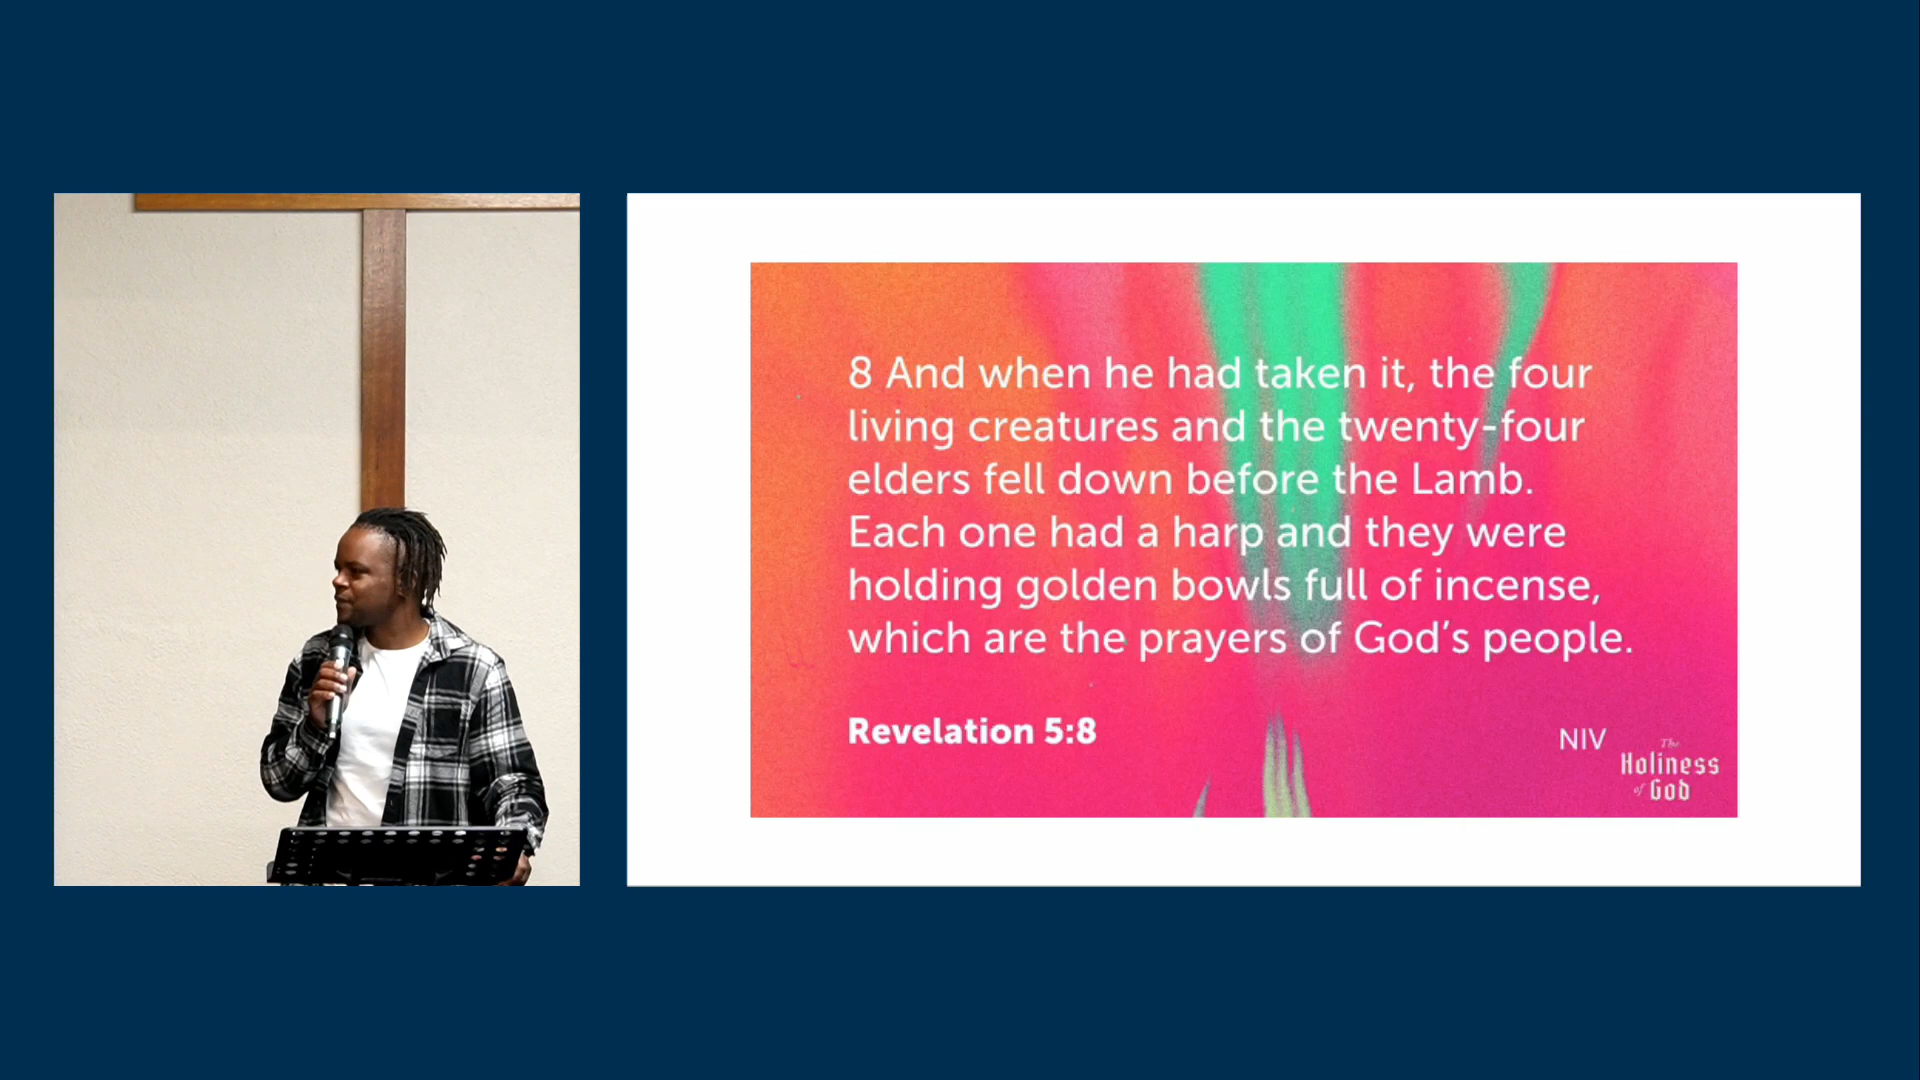 8 And when he had taken it, the four
living creatures and the twenty-four
elders fell down before the Lamb.
Each one had a harp and they were
holding golden bowls full of incense,
which are the prayers of God’s people.
Revelation 5:8
NIV
The
Holiness
of God